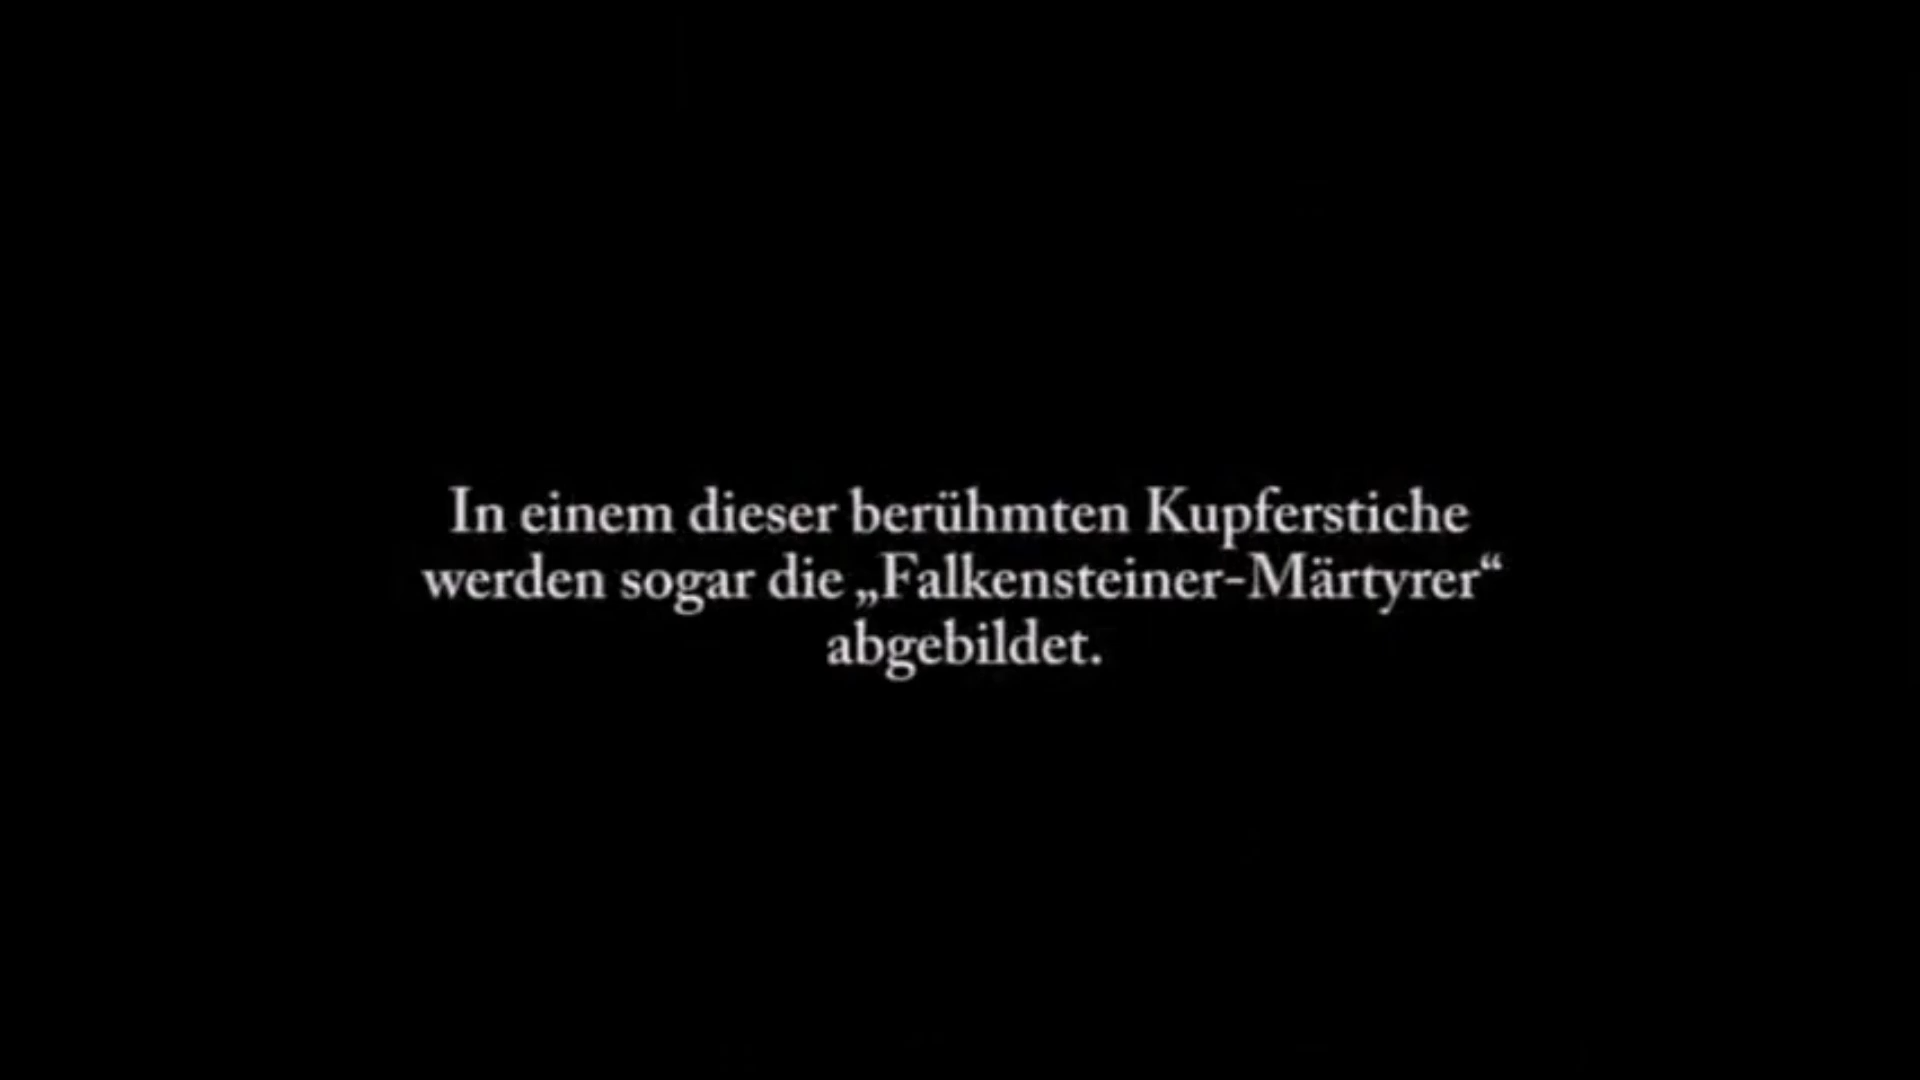 In einem dieser berühmten Kupferstiche
werden sogar die „Falkensteiner-Märtyrer“
abgebildet.